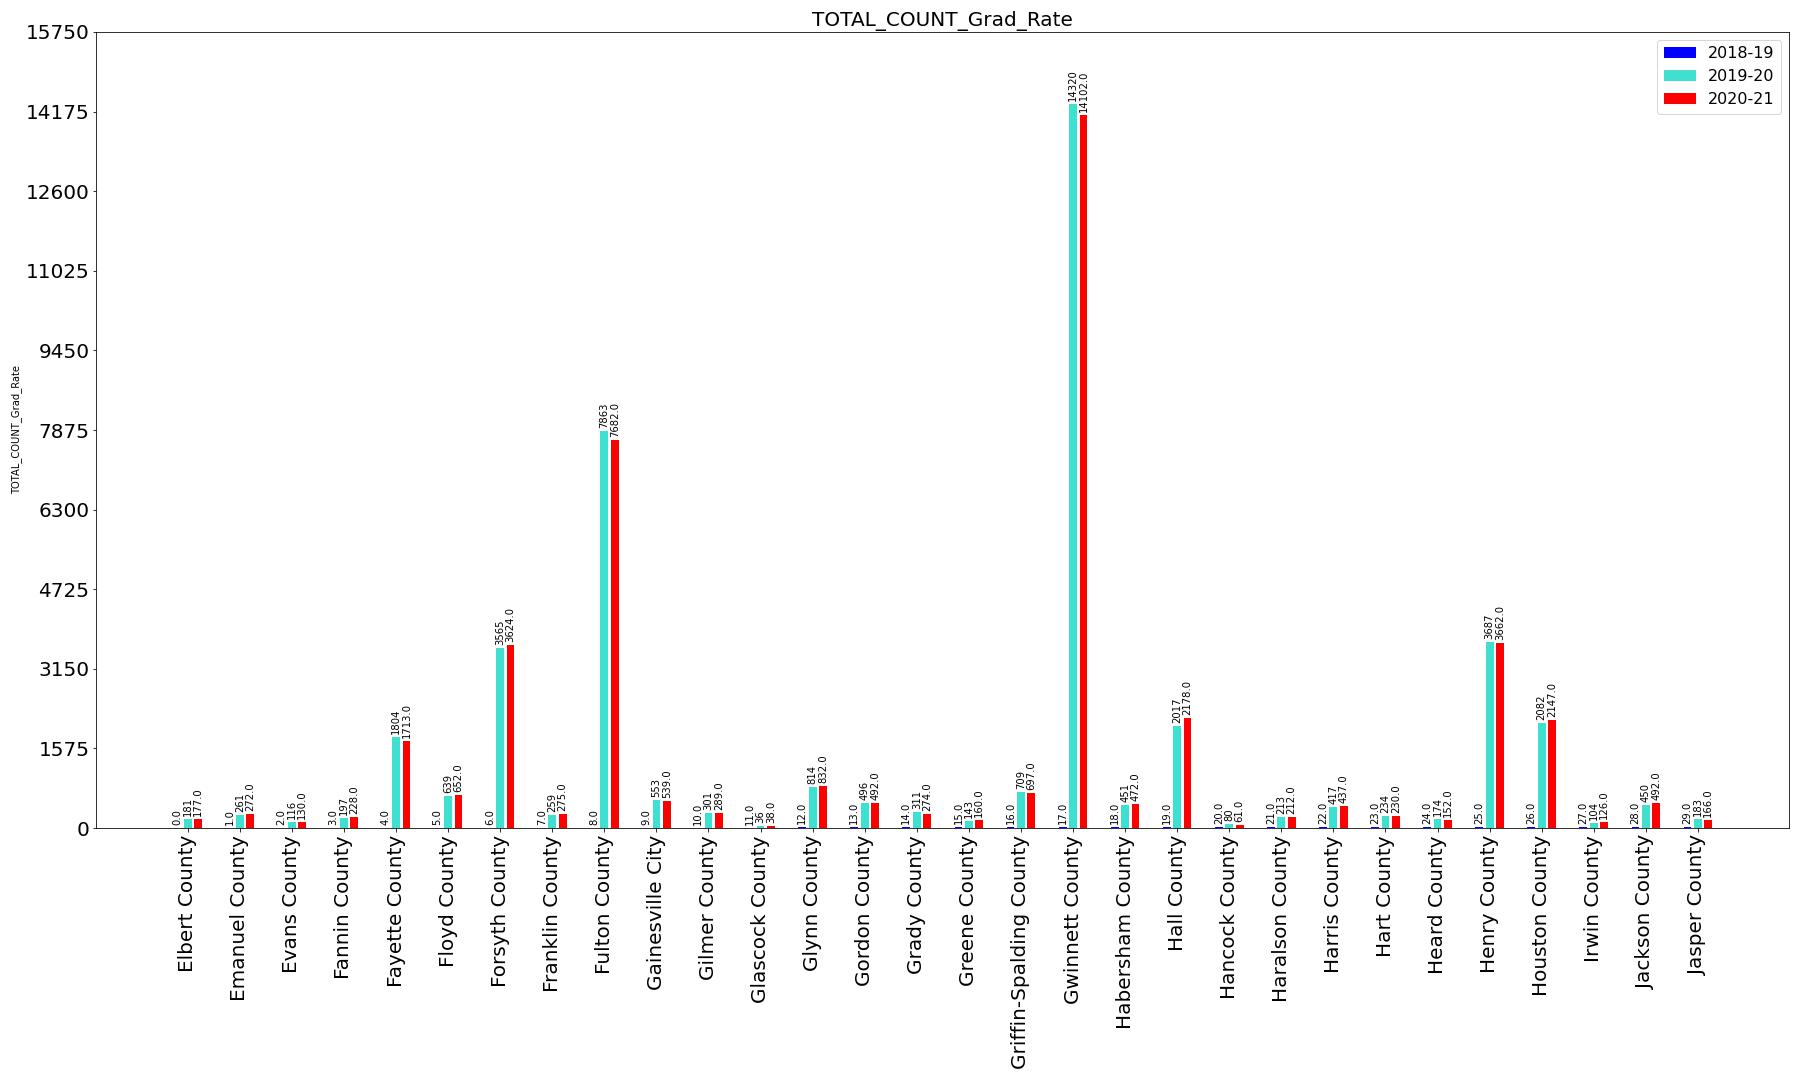 TOTAL_COUNT_Grad_Rate
15750
14175
12600
11025
9450
7875
6300
4725
3150
1575
0
TOTAL_COUNT_Grad_Rate
2018-19
2019-20
2020-21
0.0 181 177.0
1.0 261 272.0
2.0 116 130.0
3.0 197 228.0
4.0 1804 1713.0
5.0 639 652.0
6.0 3565 3624.0
7.0 259 275.0
8.0 7863 7682.0
9.0 553 539.0
10.0 301 289.0
11.0 36 38.0
12.0 814 832.0
13.0 496 492.0
14.0 311 274.0
15.0 143 160.0
16.0 709 697.0
17.0 14320 14102.0
18.0 451 472.0
19.0 2017 2178.0
20.0 80 61.0
21.0 213 212.0
22.0 417 437.0
23.0 234 230.0
24.0 174 152.0
25.0 3687 3662.0
26.0 2082 2147.0
27.0 104 126.0
28.0 450 492.0
29.0 183 166.0
Elbert County
Emanuel County
Evans County
Fannin County
Fayette County
Floyd County
Forsyth County
Franklin County
Fulton County
Gainesville City
Gilmer County
Glascock County
Glynn County
Gordon County
Grady County
Greene County
Griffin-Spalding County
Gwinnett County
Habersham County
Hall County
Hancock County
Haralson County
Harris County
Hart County
Heard County
Henry County
Houston County
Irwin County
Jackson County
Jasper County